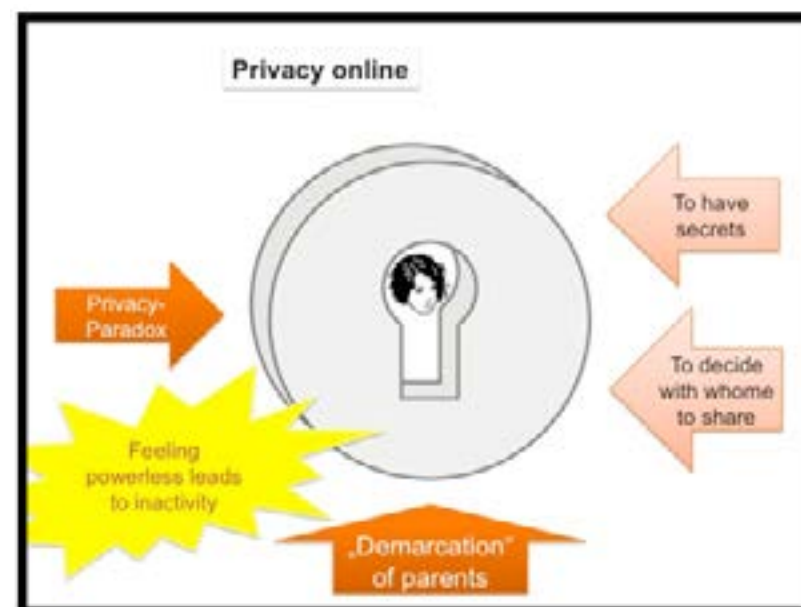 Privacy online
To have
secrets
Privacy-
Paradox
To decide
with whome
to share
Feeling
powerless leads
to inactivity
„Demarcation“
of parents